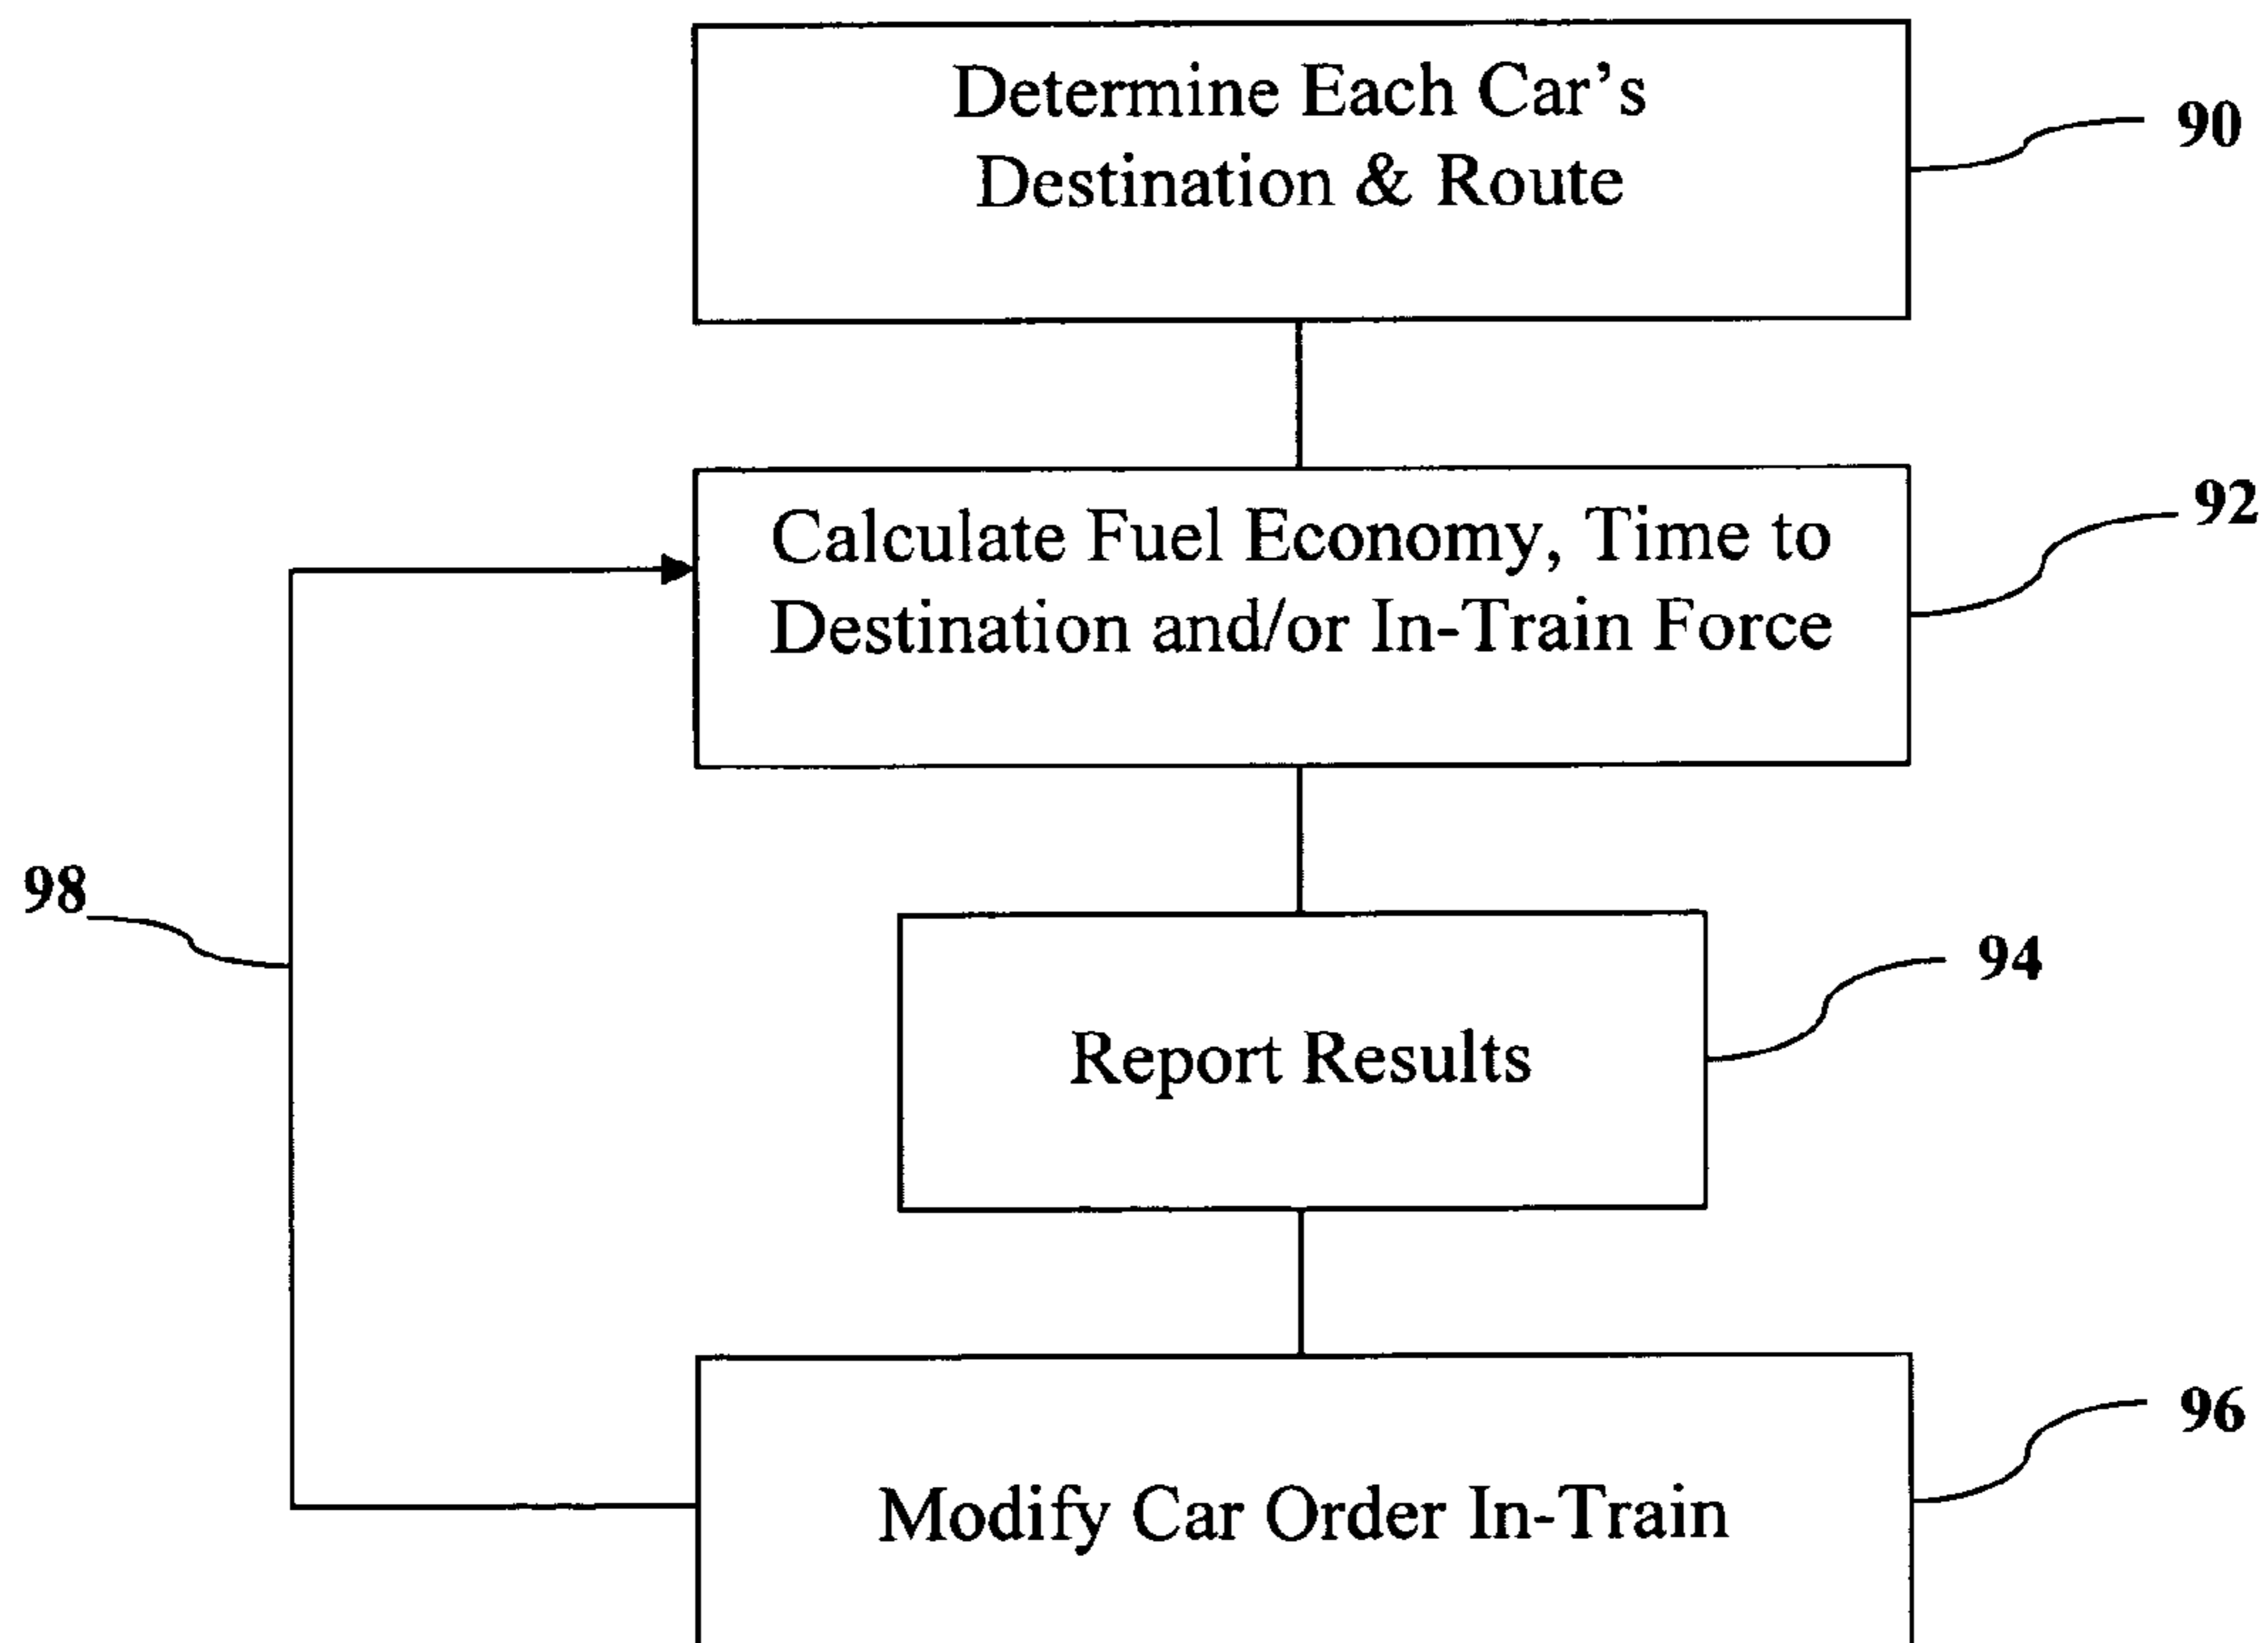 Determine Each Car's
Destination & Route
90
Calculate Fuel Economy, Time to
Destination and/or In-Train Force
92
98
Report Results
94
Modify Car Order In-Train
96